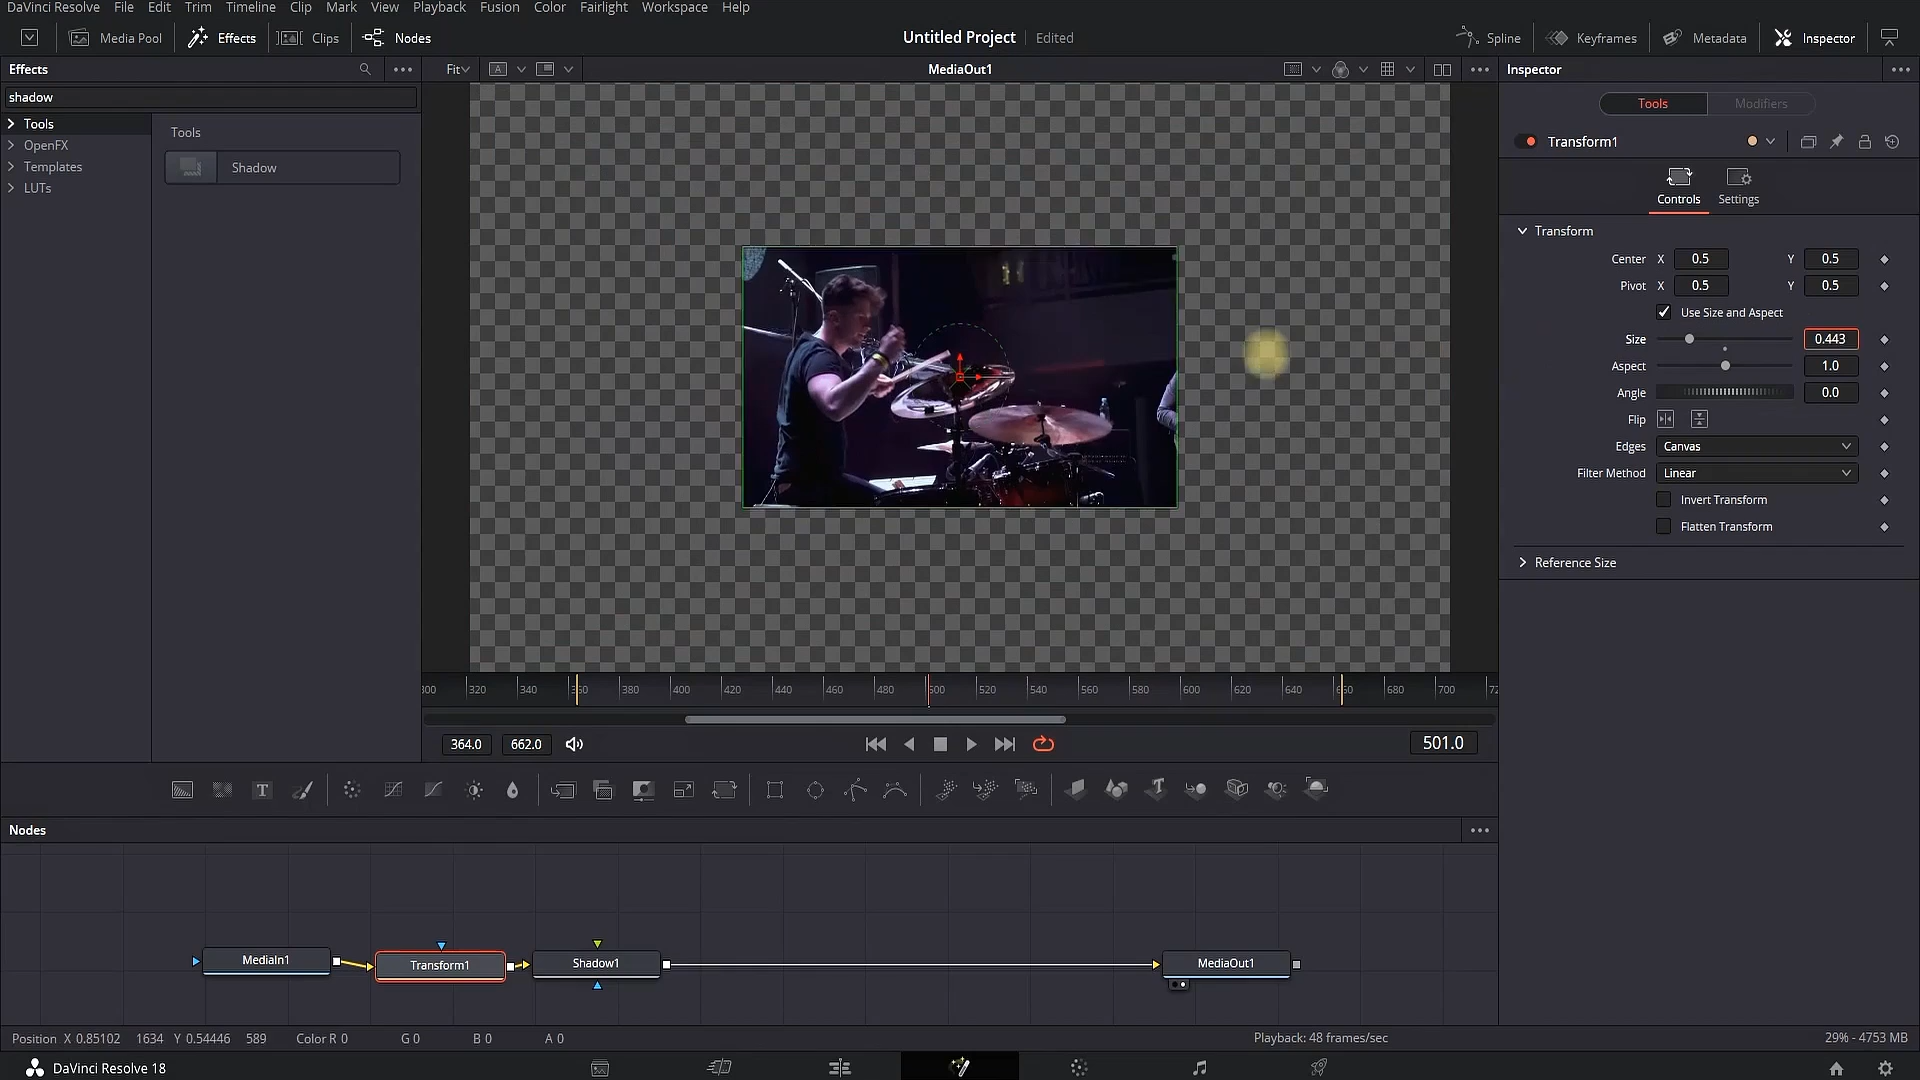 DaVinci Resolve File Edit Trim Timeline Clip Mark View Playback Fusion Color Fairlight Workspace Help
Media Pool Effects Clips Nodes Untitled Project Edited Spline Keyframes Metadata Inspector
Effects Fit MediaOut1 Inspector
shadow
Tools Modifiers
Tools
OpenFX
Templates
LUTs
Tools
Shadow
Transform1
Controls Settings
Transform
Center X 0.5 Y 0.5
Pivot X 0.5 Y 0.5
Use Size and Aspect
Size 0.443
Aspect 1.0
Angle 0.0
Flip
Edges Canvas
Filter Method Linear
Invert Transform
Flatten Transform
Reference Size
320 340 380 400 420 440 460 480 500 520 540 560 580 600 620 640 660 680 700
364.0 662.0 501.0
Nodes
MediaIn1 Transform1 Shadow1 MediaOut1
Position X 0.85102 1634 Y 0.54446 589 Color R 0 G 0 B 0 A 0 Playback: 48 frames/sec 29% - 4753 MB
DaVinci Resolve 18